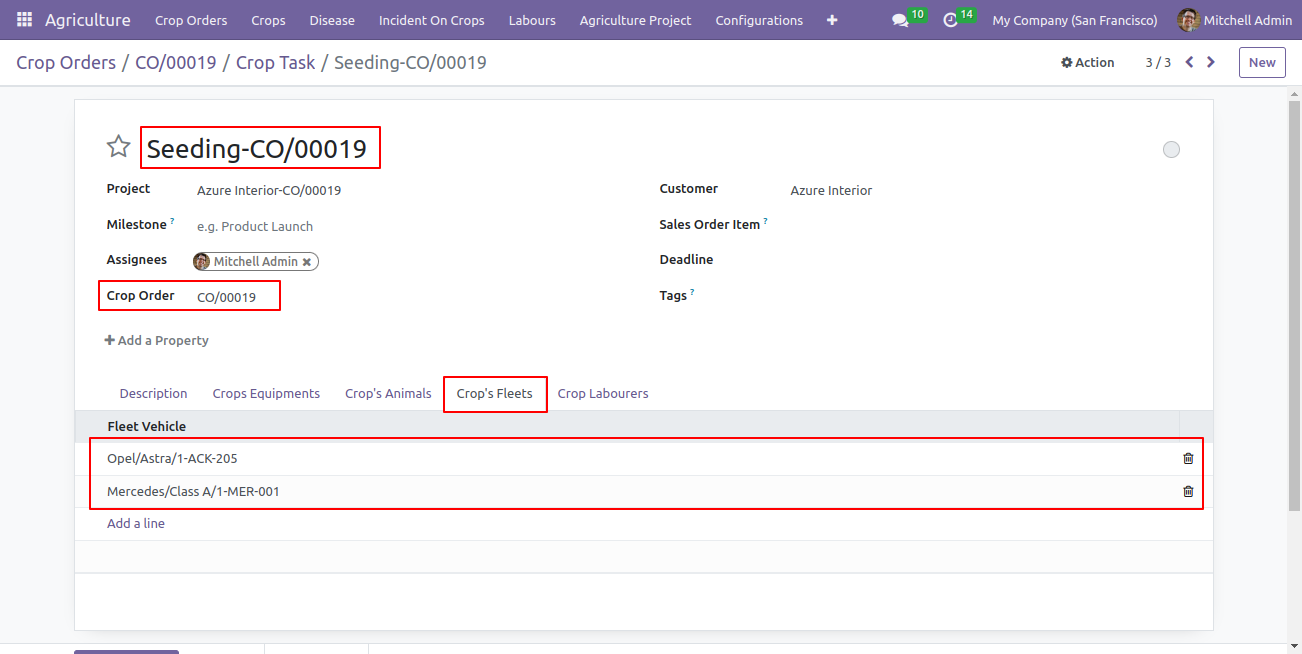 Agriculture Crop Orders Crops Disease Incident On Crops Labours Agriculture Project Configurations + 10 14 My Company (San Francisco) Mitchell Admin
Crop Orders / CO/00019 / Crop Task / Seeding-CO/00019 Action 3 / 3 New
Seeding-CO/00019
Project Azure Interior-CO/00019 Customer Azure Interior
Milestone ? e.g. Product Launch Sales Order Item ?
Assignees Mitchell Admin Deadline
Crop Order CO/00019 Tags ?
Add a Property
Description Crops Equipments Crop's Animals Crop's Fleets Crop Labourers
Fleet Vehicle
Opel/Astra/1-ACK-205
Mercedes/Class A/1-MER-001
Add a line